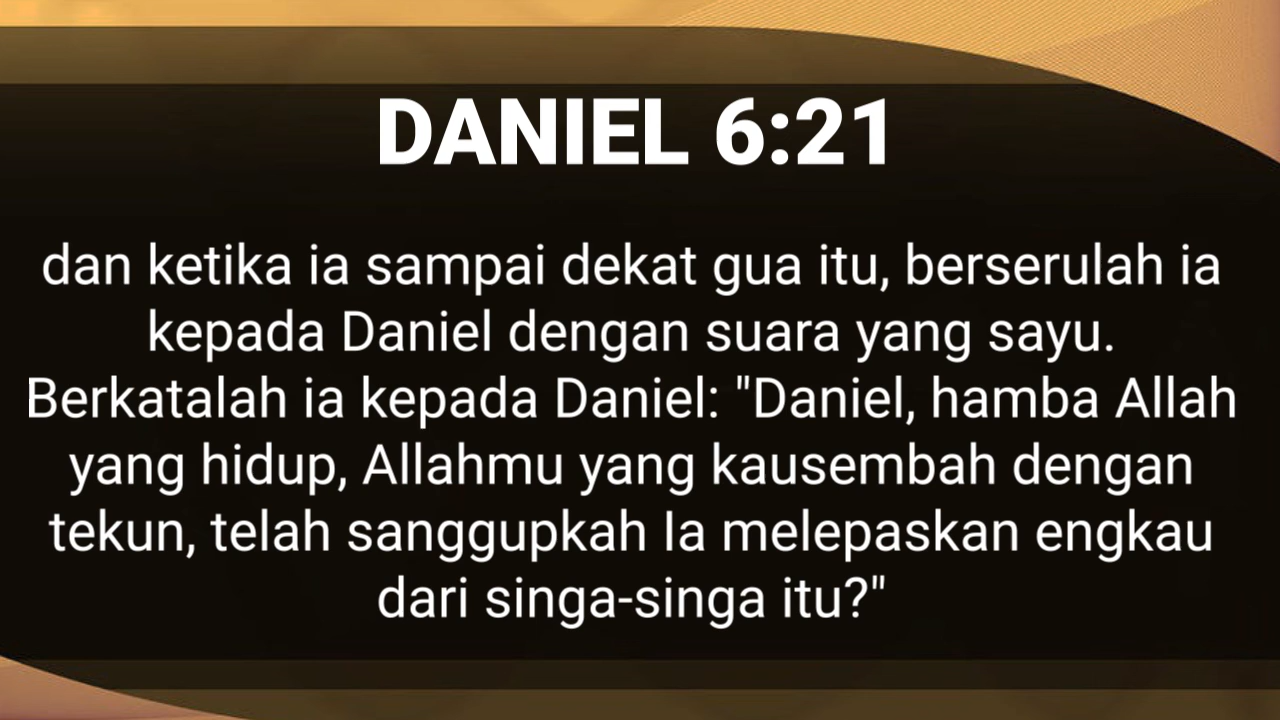 DANIEL 6:21
dan ketika ia sampai dekat gua itu, berserulah ia
kepada Daniel dengan suara yang sayu.
Berkatalah ia kepada Daniel: "Daniel, hamba Allah
yang hidup, Allahmu yang kausembah dengan
tekun, telah sanggupkah Ia melepaskan engkau
dari singa-singa itu?"